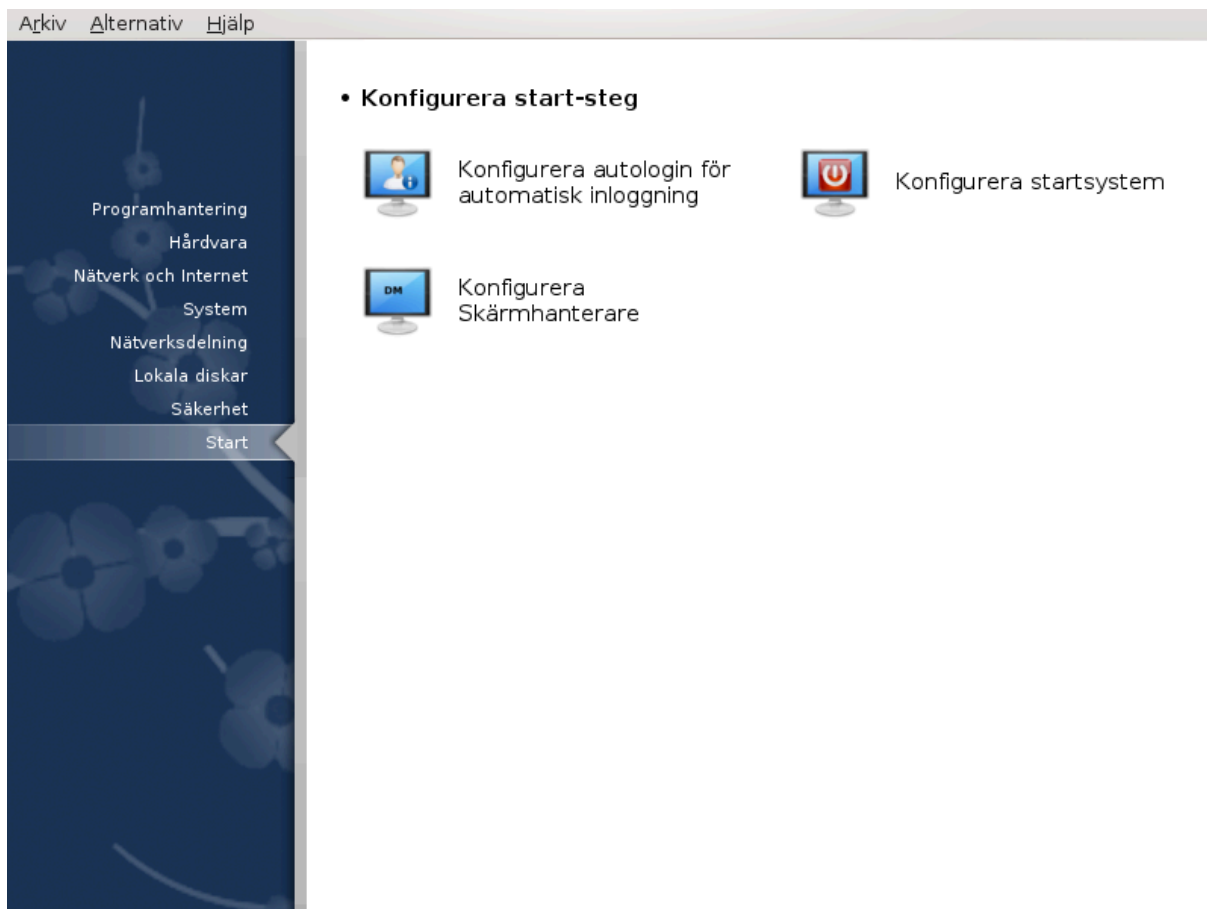 Arkiv Alternativ Hjälp
Programhantering
Hårdvara
Nätverk och Internet
System
Nätverksdelning
Lokala diskar
Säkerhet
Start
• Konfigurera start-steg
Konfigurera autologin för
automatisk inloggning
Konfigurera startsystem
DM
Konfigurera
Skärmhanterare